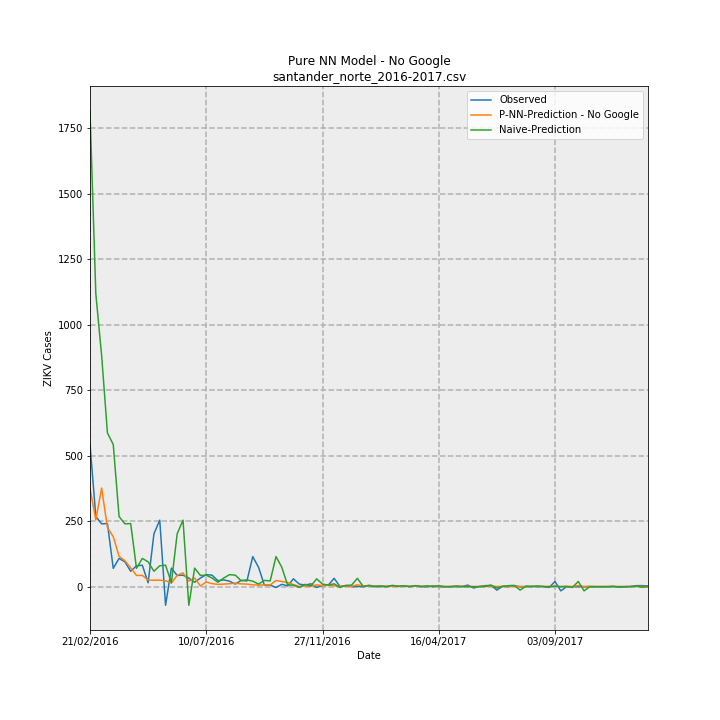 Pure NN Model - No Google
santander_norte_2016-2017.csv
Observed
P-NN-Prediction - No Google
Naive-Prediction
ZIKV Cases
1750
1500
1250
1000
750
500
250
0
21/02/2016
10/07/2016
27/11/2016
16/04/2017
03/09/2017
Date